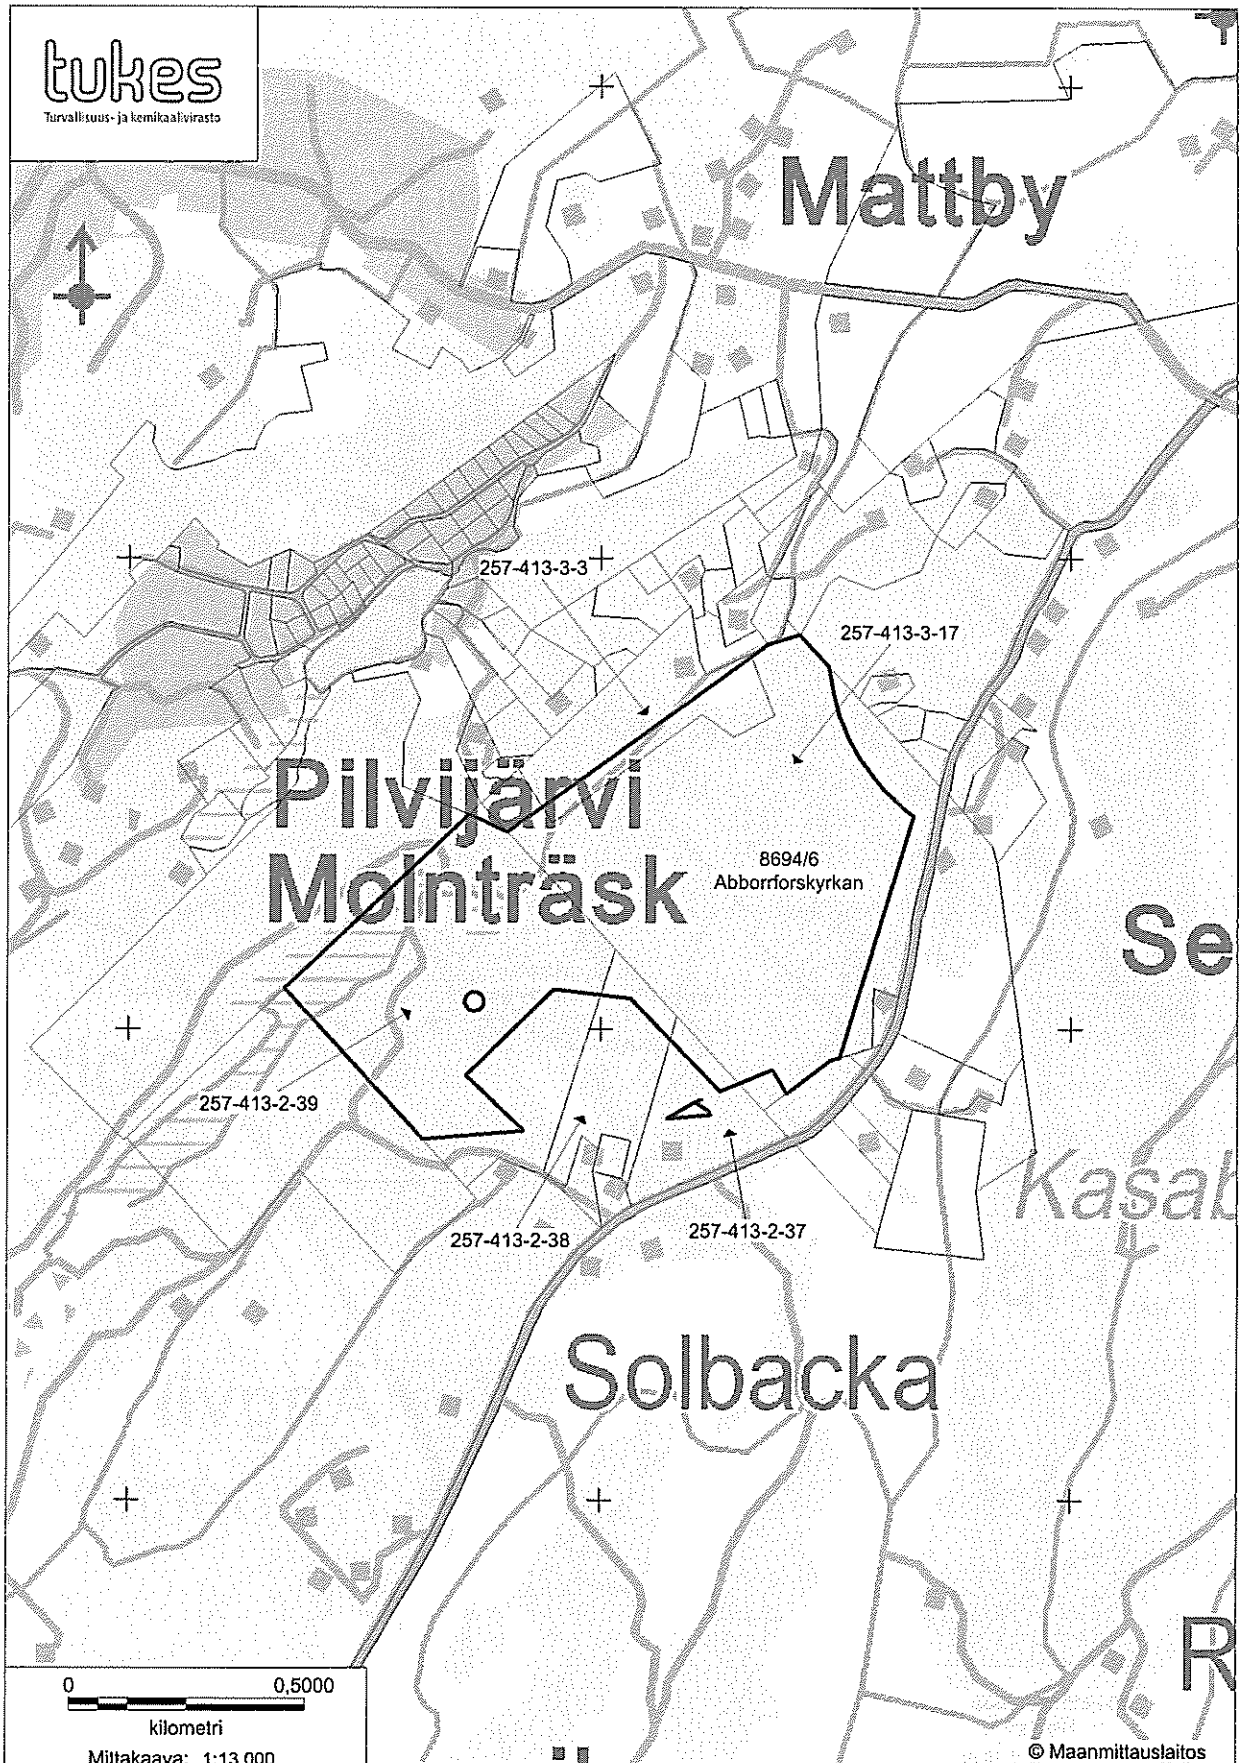 tukes
Turvallisuus- ja kemikaalivirasto
Mattby
257-413-3-3
257-413-3-17
Pilvijärvi
Molnträsk
8694/6
Abborrforskyrkan
Se
257-413-2-39
257-413-2-38
257-413-2-37
Kasab
Solbacka
R
0 0,5000
kilometri
Mittakaava: 1:13 000
© Maanmittauslaitos